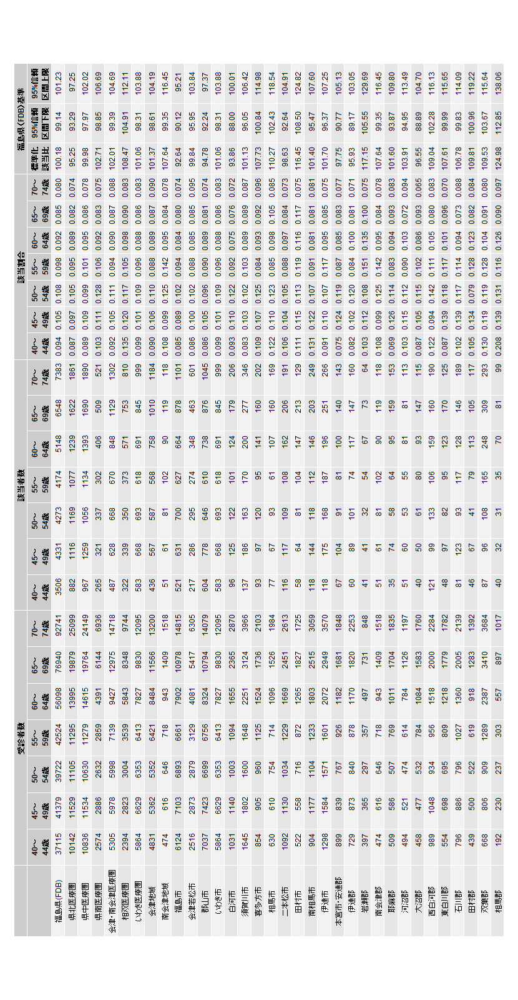 受診者数 該当者数 該当割合 福島県(FDB)基準
40～44歳 45～49歳 50～54歳 55～59歳 60～64歳 65～69歳 70～74歳 40～44歳 45～49歳 50～54歳 55～59歳 60～64歳 65～69歳 70～74歳 40～44歳 45～49歳 50～54歳 55～59歳 60～64歳 65～69歳 70～74歳 標準化該当比 95%信頼区間下限 95%信頼区間上限
福島県(FDB) 37115 41379 39722 42524 56098 76940 92741 3506 4331 4273 4174 5148 6548 7383 0.094 0.105 0.108 0.098 0.092 0.085 0.080 100.18 99.14 101.23
県北医療圏 10142 11529 11105 11295 13995 19879 25099 882 1116 1169 1077 1239 1622 1861 0.087 0.097 0.105 0.095 0.089 0.082 0.074 95.25 93.29 97.25
県中医療圏 10836 11534 10630 11279 14615 19764 24149 967 1259 1056 1134 1393 1690 1890 0.089 0.109 0.099 0.101 0.095 0.086 0.078 99.98 97.97 102.02
県南医療圏 2574 2886 2632 2859 4391 6144 6936 265 321 337 302 406 509 521 0.103 0.111 0.128 0.106 0.092 0.083 0.075 102.71 98.85 106.69
会津・南会津医療圏 5305 5978 5998 7139 9427 12975 14718 487 628 668 670 848 1129 1302 0.092 0.105 0.111 0.094 0.090 0.087 0.088 102.01 99.39 104.69
相双医療圏 2394 2823 3004 3539 5843 8348 9744 322 339 350 373 571 753 810 0.135 0.120 0.117 0.105 0.098 0.090 0.083 108.47 104.91 112.11
いわき医療圏 5864 6629 6353 6413 7827 9830 12095 583 668 693 618 691 845 999 0.099 0.101 0.109 0.096 0.088 0.086 0.083 101.06 98.31 103.88
会津地域 4831 5362 5352 6421 8484 11566 13200 436 567 587 568 758 1010 1184 0.090 0.106 0.110 0.088 0.089 0.087 0.090 101.37 98.61 104.19
南会津地域 474 616 646 718 943 1409 1518 51 61 81 102 90 119 118 0.108 0.099 0.125 0.142 0.095 0.084 0.078 107.64 99.35 116.45
福島市 6124 7103 6893 6661 7902 10978 14815 521 631 700 627 664 878 1101 0.085 0.089 0.102 0.094 0.084 0.080 0.074 92.64 90.12 95.21
会津若松市 2516 2873 2879 3129 4081 5417 6305 217 286 295 274 348 463 601 0.086 0.100 0.102 0.088 0.085 0.085 0.095 99.84 95.95 103.84
郡山市 7037 7423 6699 6756 8324 10794 14079 604 778 646 610 738 876 1045 0.086 0.105 0.096 0.090 0.089 0.081 0.074 94.78 92.24 97.37
いわき市 5864 6629 6353 6413 7827 9830 12095 583 668 693 618 691 845 999 0.099 0.101 0.109 0.096 0.088 0.086 0.083 101.06 98.31 103.88
白河市 1031 1140 1003 1094 1655 2365 2870 96 125 122 101 124 179 206 0.093 0.110 0.122 0.092 0.075 0.076 0.072 93.86 88.00 100.01
須賀川市 1645 1802 1600 1648 2251 3124 3966 137 186 163 170 200 277 346 0.083 0.103 0.102 0.103 0.089 0.089 0.087 101.13 96.05 106.42
喜多方市 854 905 960 1125 1524 1736 2103 93 97 120 95 141 160 202 0.109 0.107 0.125 0.084 0.093 0.092 0.096 107.73 100.84 114.98
相馬市 630 610 754 714 1096 1526 1984 77 67 93 61 107 160 169 0.122 0.110 0.123 0.085 0.098 0.105 0.085 110.27 102.43 118.54
二本松市 1092 1130 1034 1229 1669 2451 2613 116 117 109 108 162 206 191 0.106 0.104 0.105 0.088 0.097 0.084 0.073 98.63 92.64 104.91
田村市 522 558 716 872 1265 1827 1725 58 64 81 104 147 213 129 0.111 0.115 0.113 0.119 0.116 0.117 0.075 116.45 108.50 124.82
南相馬市 904 1177 1104 1233 1803 2515 3059 118 144 118 112 146 203 249 0.131 0.122 0.107 0.091 0.081 0.081 0.081 101.40 95.47 107.60
伊達市 1298 1584 1571 1601 2072 2949 3570 118 175 168 187 196 251 266 0.091 0.110 0.107 0.117 0.095 0.085 0.075 101.70 96.37 107.25
本宮市・安達郡 899 839 767 926 1182 1681 1848 67 104 91 81 100 140 143 0.075 0.124 0.119 0.087 0.085 0.083 0.077 97.75 90.77 105.13
伊達郡 729 873 840 878 1170 1820 2253 60 89 101 74 117 147 160 0.082 0.102 0.120 0.084 0.100 0.081 0.071 95.93 89.17 103.05
岩瀬郡 397 365 297 357 497 731 848 41 41 32 54 67 73 64 0.103 0.112 0.108 0.151 0.135 0.100 0.075 117.15 105.55 129.69
南会津郡 474 616 646 718 943 1409 1518 51 61 81 102 90 119 118 0.108 0.099 0.125 0.142 0.095 0.084 0.078 107.64 99.35 116.45
耶麻郡 509 586 507 769 1011 1704 1835 35 74 58 64 95 159 153 0.069 0.126 0.114 0.083 0.094 0.093 0.083 101.60 93.87 109.80
河沼郡 494 521 474 614 784 1126 1197 51 60 53 55 81 81 113 0.103 0.115 0.112 0.090 0.103 0.072 0.094 103.91 94.95 113.49
大沼郡 458 477 532 784 1084 1583 1760 40 50 61 80 93 147 115 0.087 0.105 0.115 0.102 0.086 0.093 0.065 96.55 88.89 104.70
西白河郡 989 1048 934 956 1518 2000 2284 121 99 133 106 159 160 190 0.122 0.094 0.142 0.111 0.105 0.080 0.083 109.04 102.28 116.13
東白川郡 554 698 695 809 1218 1779 1782 48 97 82 95 123 170 125 0.087 0.139 0.118 0.117 0.101 0.096 0.070 107.61 99.99 115.65
石川郡 796 886 796 1027 1360 2005 2139 81 123 93 117 128 146 189 0.102 0.139 0.117 0.114 0.094 0.073 0.088 106.78 99.83 114.09
田村郡 439 500 522 619 918 1283 1392 46 67 41 79 113 105 117 0.105 0.134 0.079 0.128 0.123 0.082 0.084 109.81 100.96 119.22
双葉郡 668 806 909 1289 2387 3410 3684 87 96 108 165 248 309 293 0.130 0.119 0.119 0.128 0.104 0.091 0.080 109.53 103.67 115.64
相馬郡 192 230 237 303 557 897 1017 40 32 31 35 70 81 99 0.208 0.139 0.131 0.116 0.126 0.090 0.097 124.98 112.85 138.06